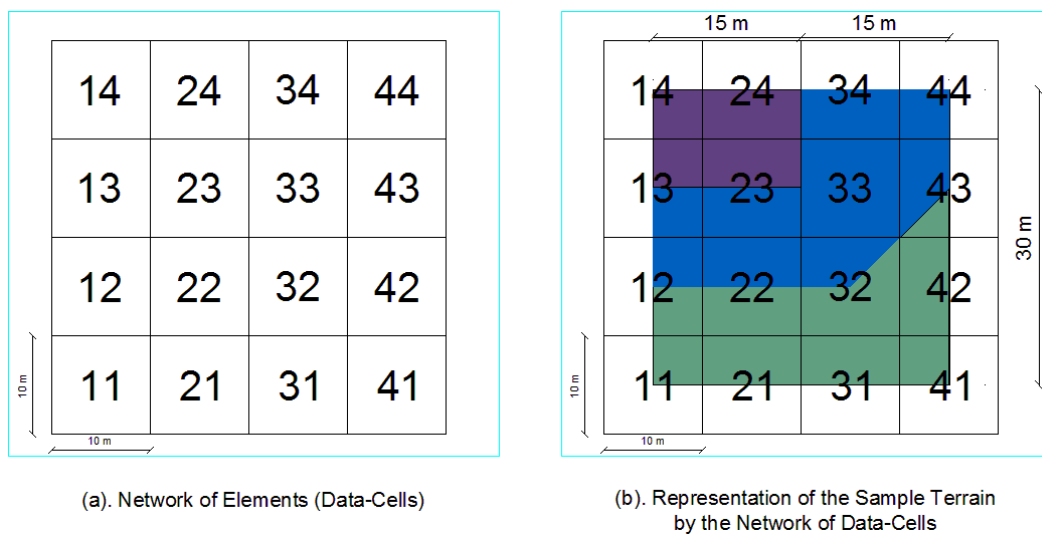 15 m 15 m
14 24 34 44
14 24 34 44
13 23 33 43
13 23 33 43
30 m
12 22 32 42
12 22 32 42
10 m
10 m
11 21 31 41
11 21 31 41
10 m
10 m
(a). Network of Elements (Data-Cells)
(b). Representation of the Sample Terrain
by the Network of Data-Cells